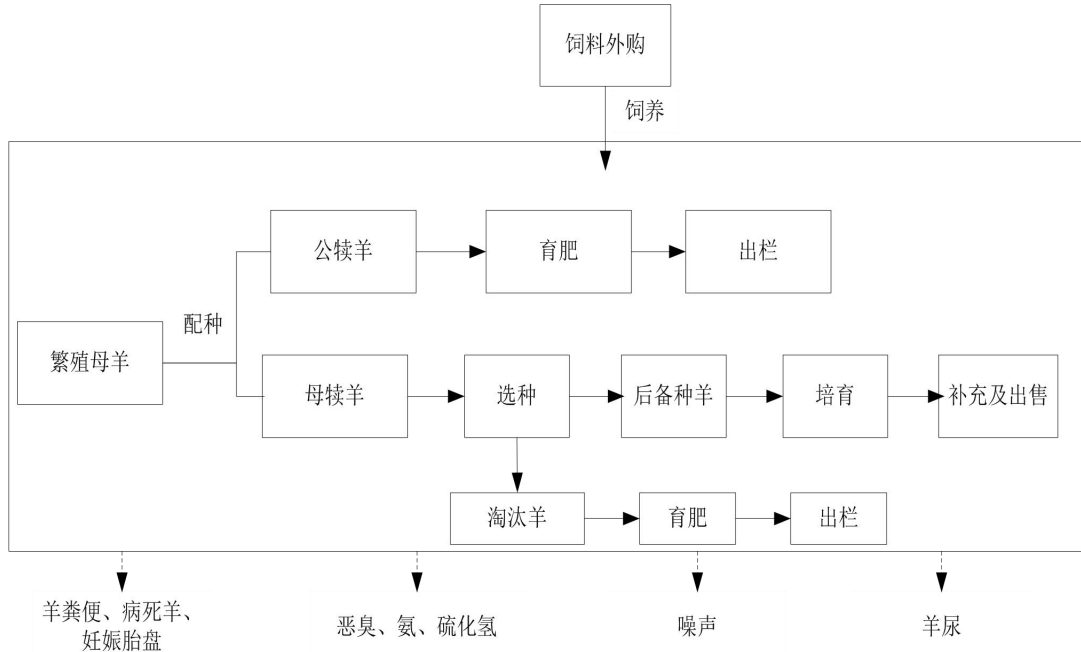 饲料外购
饲养
公犊羊
育肥
出栏
配种
繁殖母羊
母犊羊
选种
后备种羊
培育
补充及出售
淘汰羊
育肥
出栏
羊粪便、病死羊、
妊娠胎盘
恶臭、氨、硫化氢
噪声
羊尿